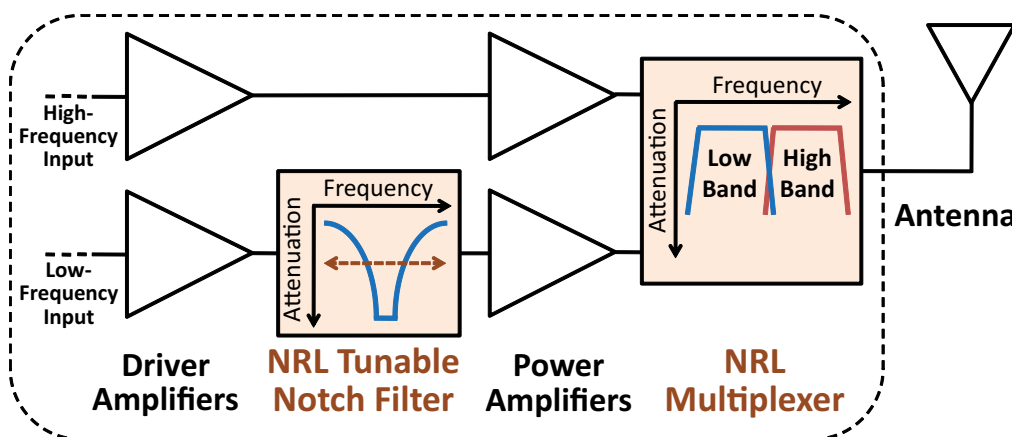 High-
Frequency
Input
Frequency
Attenuation
Low
Band
High
Band
Antenna
Low-
Frequency
Input
Frequency
Attenuation
Driver
Amplifiers
NRL Tunable
Notch Filter
Power
Amplifiers
NRL
Multiplexer